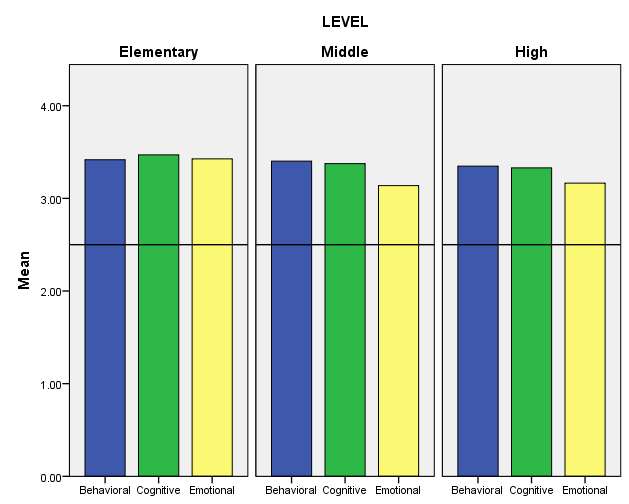 LEVEL
Elementary Middle High
Mean
4.00
3.00
2.00
1.00
0.00
Behavioral Cognitive Emotional Behavioral Cognitive Emotional Behavioral Cognitive Emotional